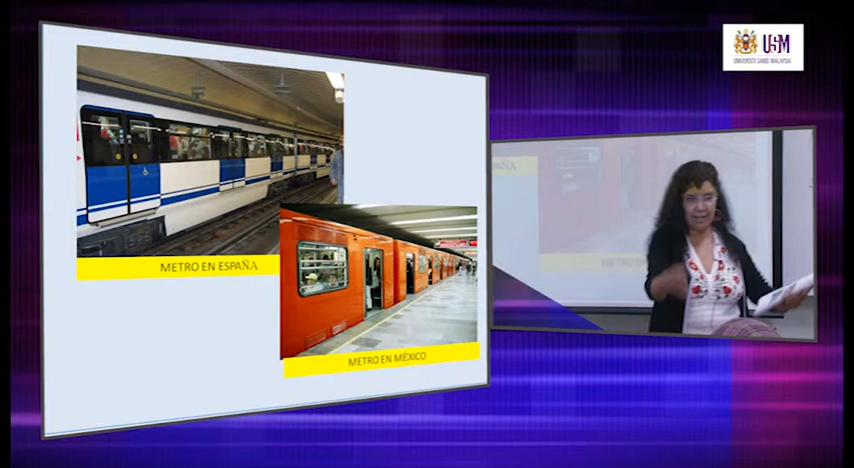 METRO EN ESPAÑA
METRO EN MÉXICO
USM
UNIVERSITI SAINS MALAYSIA